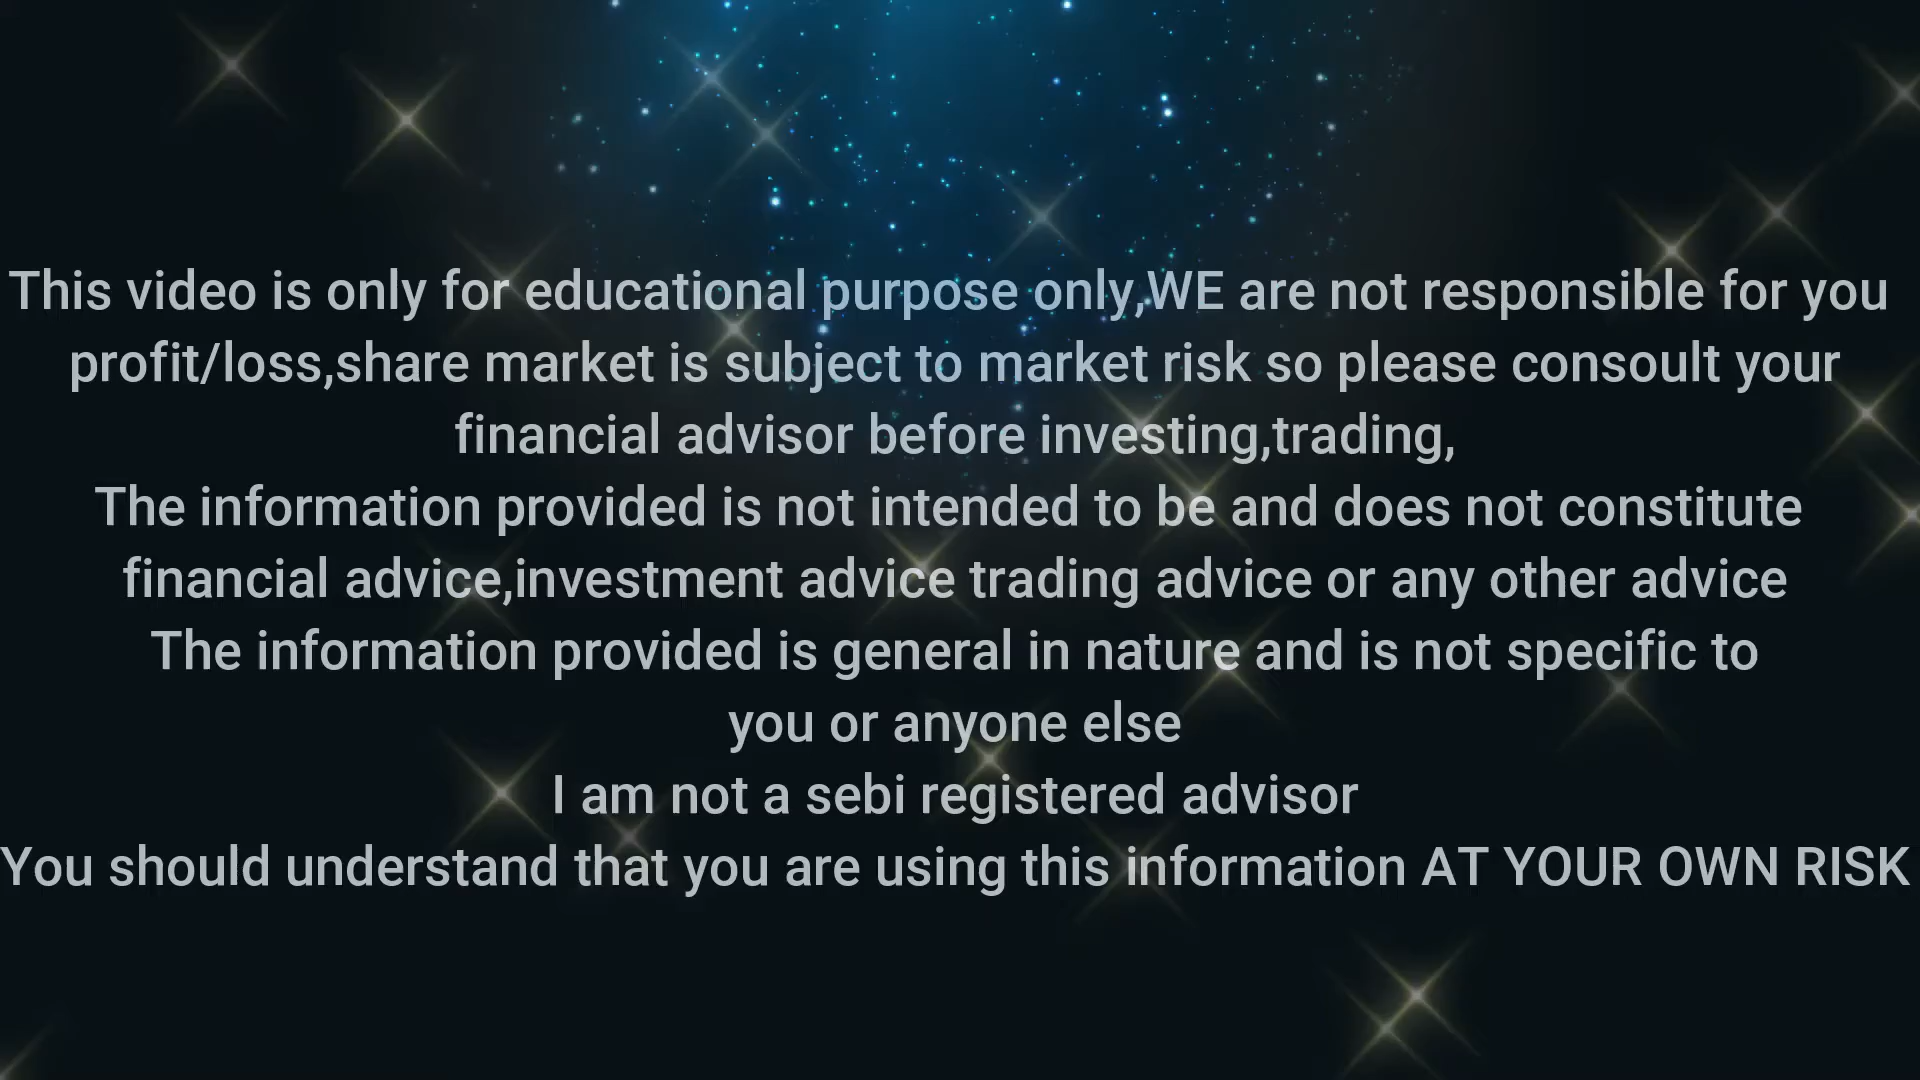 This video is only for educational purpose only,WE are not responsible for you
profit/loss,share market is subject to market risk so please consoult your
financial advisor before investing,trading,
The information provided is not intended to be and does not constitute
financial advice,investment advice trading advice or any other advice
The information provided is general in nature and is not specific to
you or anyone else
I am not a sebi registered advisor
You should understand that you are using this information AT YOUR OWN RISK